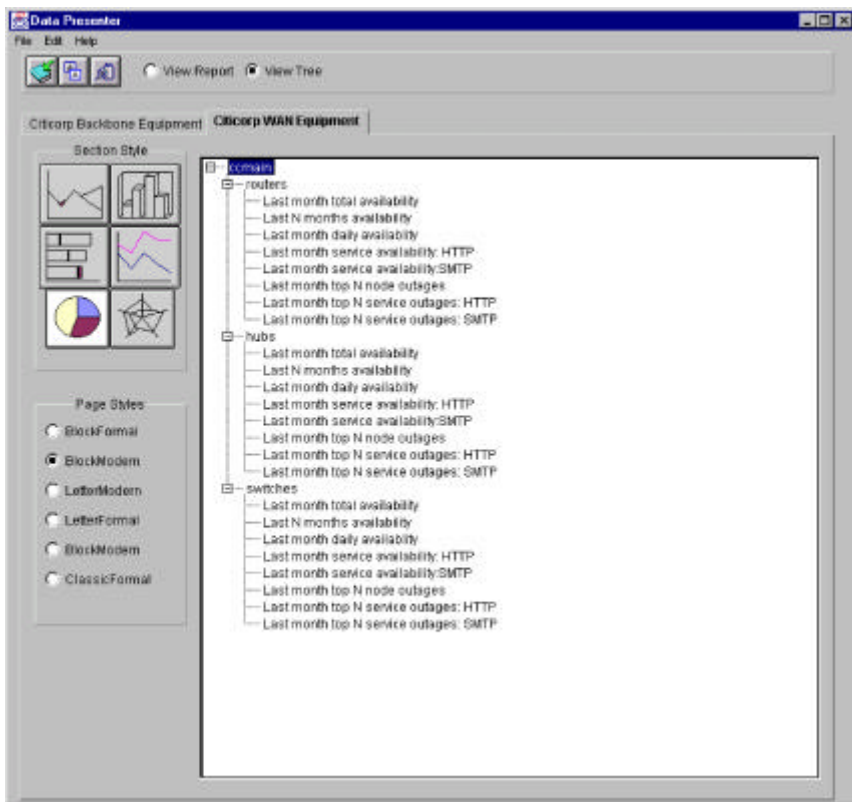 Data Presenter
File Edit Help
View Report View Tree
Citicorp Backbone Equipment Citicorp WAN Equipment
Section Style
ccmain
routers
Last month total availability
Last N months availability
Last month daily availablity
Last month service availability: HTTP
Last month service availability:SMTP
Last month top N node outages
Last month top N service outages: HTTP
Last month top N service outages: SMTP
hubs
Last month total availability
Last N months availability
Last month daily availablity
Last month service availability: HTTP
Last month service availability:SMTP
Last month top N node outages
Last month top N service outages: HTTP
Last month top N service outages: SMTP
switches
Last month total availability
Last N months availability
Last month daily availablity
Last month service availability: HTTP
Last month service availability:SMTP
Last month top N node outages
Last month top N service outages: HTTP
Last month top N service outages: SMTP
Page Styles
BlockFormal
BlockModern
LetterModern
LetterFormal
BlockModern
ClassicFormal